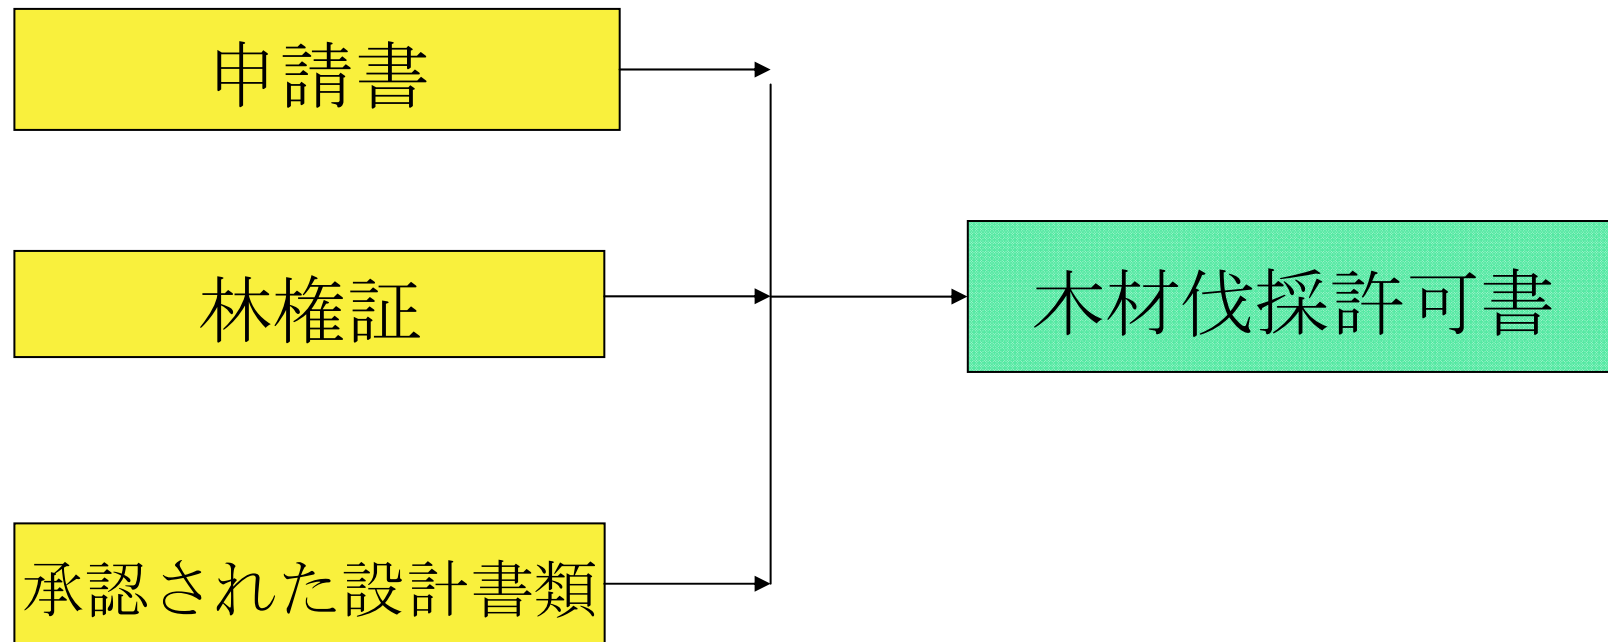 申請書
林権証
木材伐採許可書
承認された設計書類